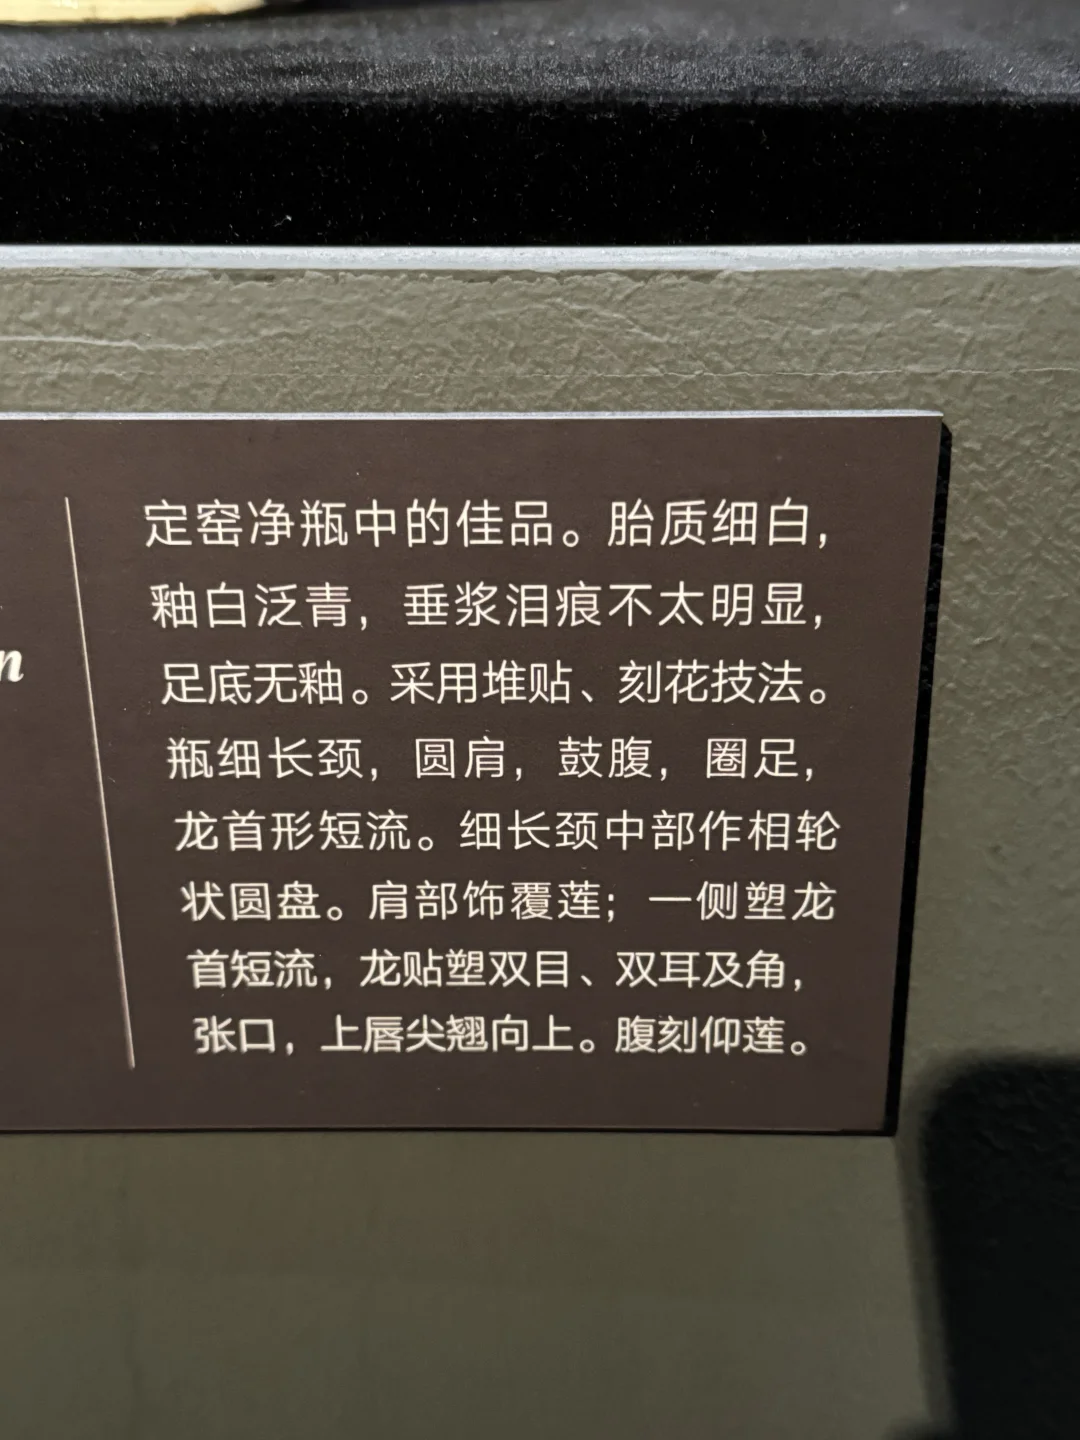 n
定窑净瓶中的佳品。胎质细白，
釉白泛青，垂浆泪痕不太明显，
足底无釉。采用堆贴、刻花技法。
瓶细长颈，圆肩，鼓腹，圈足，
龙首形短流。细长颈中部作相轮
状圆盘。肩部饰覆莲；一侧塑龙
首短流，龙贴塑双目、双耳及角，
张口，上唇尖翘向上。腹刻仰莲。